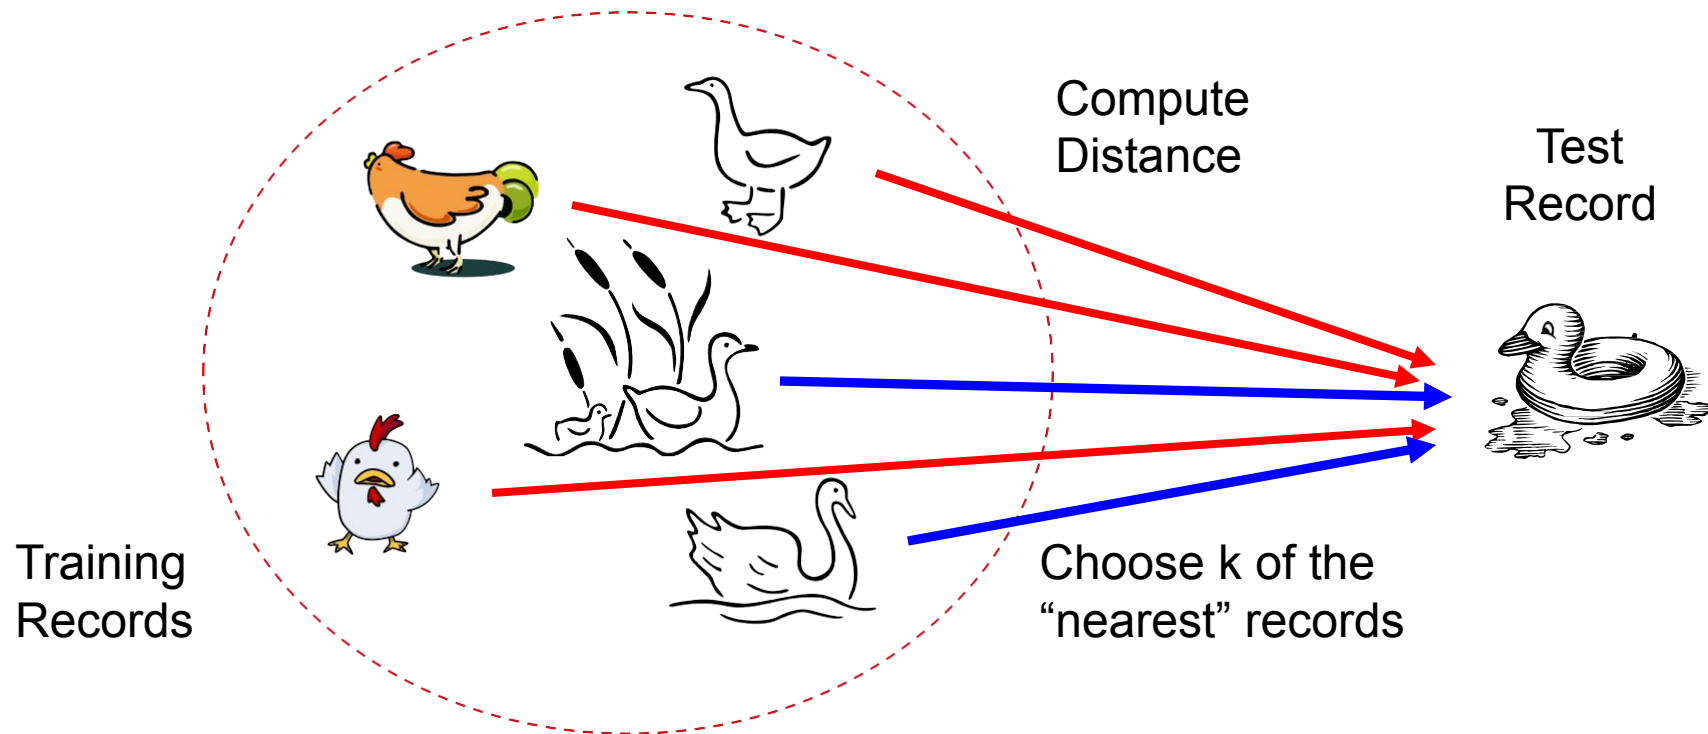 Compute
Distance
Test
Record
Training
Records
Choose k of the
“nearest” records